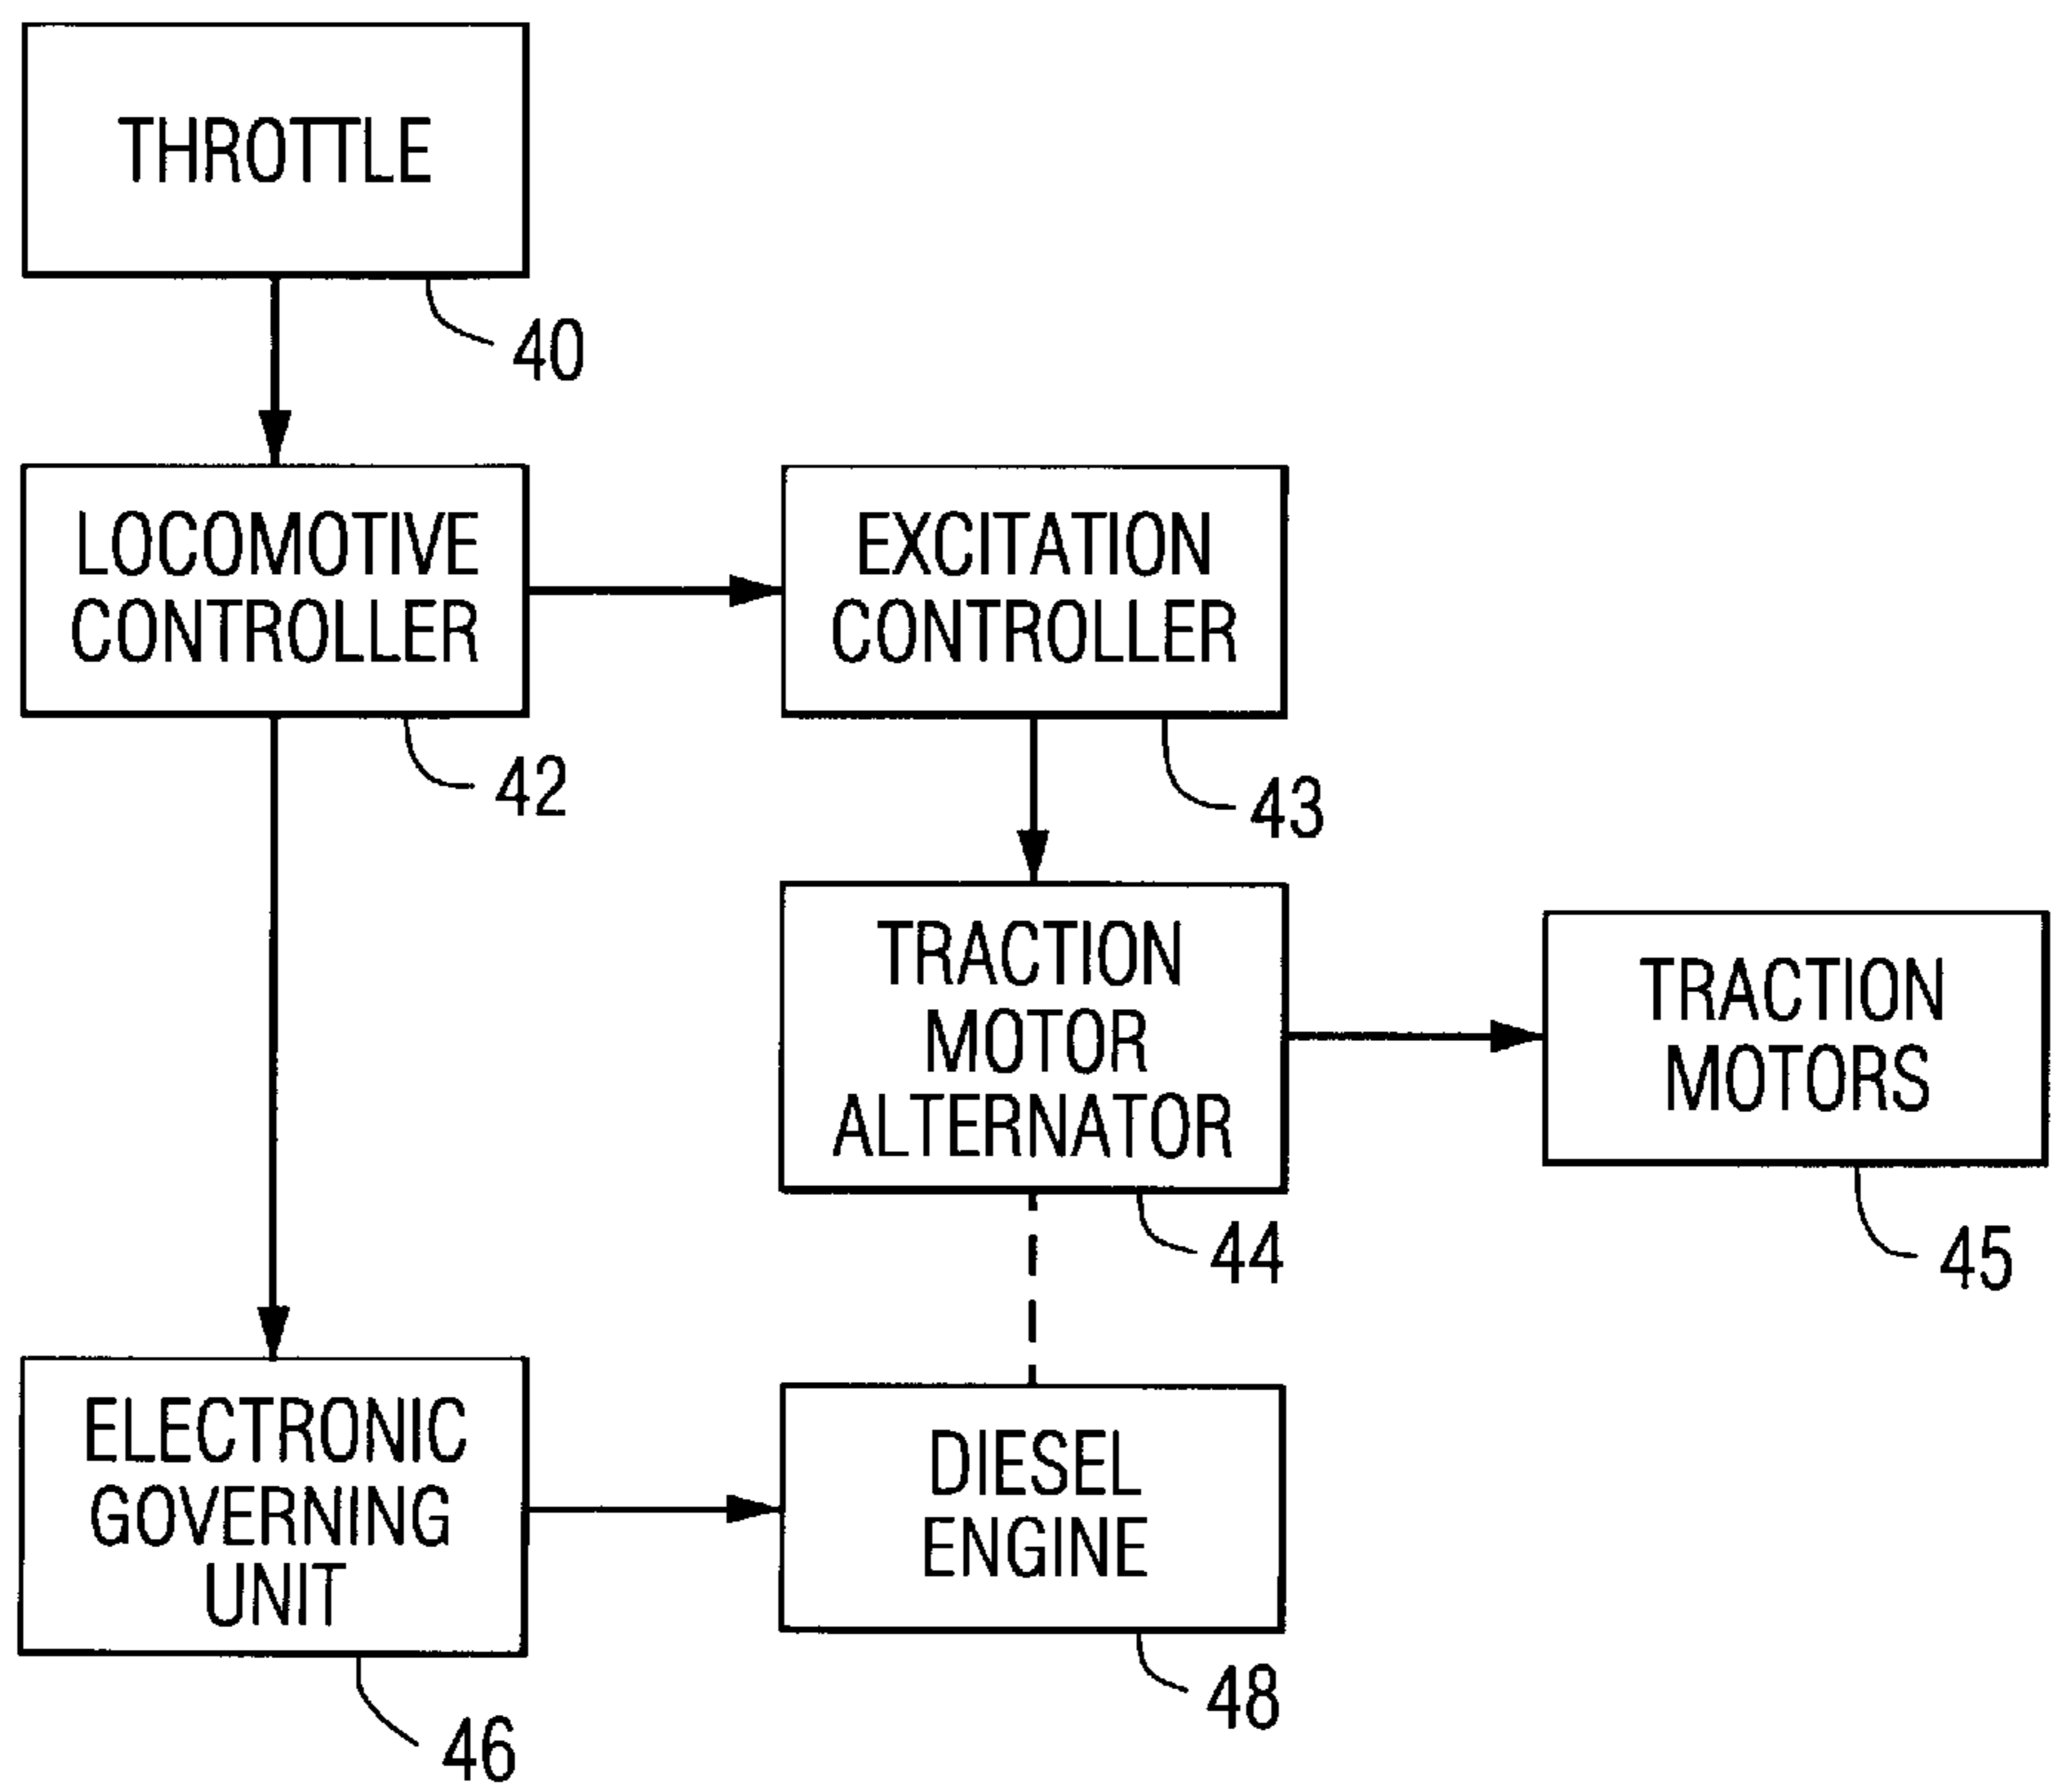 THROTTLE
40
LOCOMOTIVE
CONTROLLER
42
EXCITATION
CONTROLLER
43
TRACTION
MOTOR
ALTERNATOR
44
TRACTION
MOTORS
45
ELECTRONIC
GOVERNING
UNIT
46
DIESEL
ENGINE
48